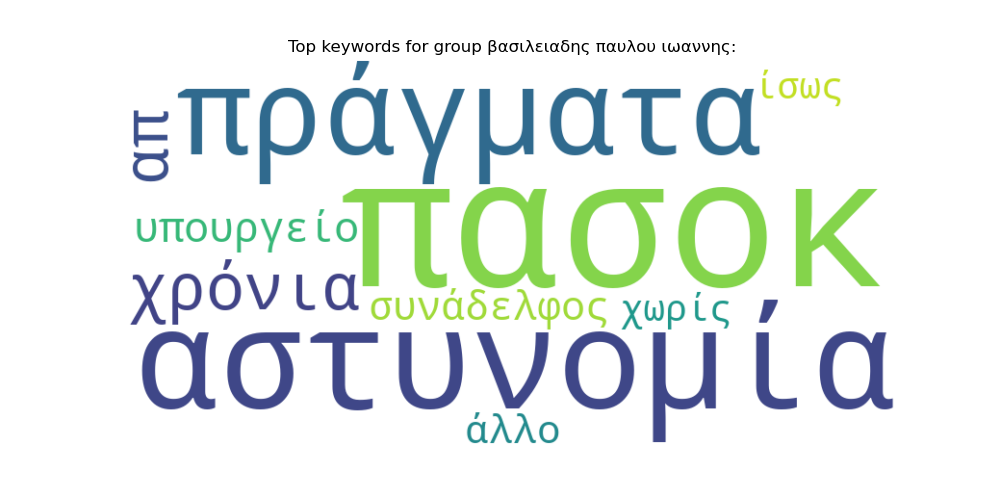 Top keywords for group βασιλειαδης παυλου ιωαννης:
πράγματα
ίσως
απ
πασοκ
υπουργείο
χρόνια
συνάδελφος
χωρίς
αστυνομία
άλλο